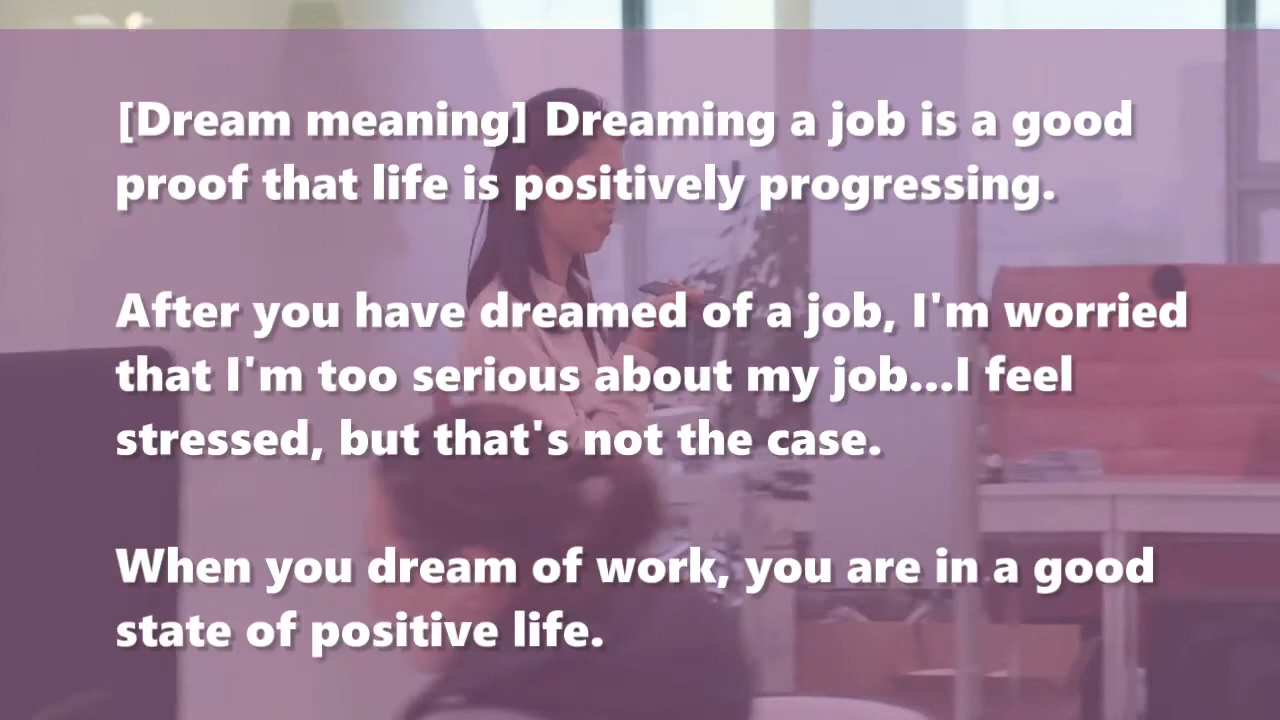 [Dream meaning] Dreaming a job is a good
proof that life is positively progressing.
After you have dreamed of a job, I'm worried
that I'm too serious about my job...I feel
stressed, but that's not the case.
When you dream of work, you are in a good
state of positive life.